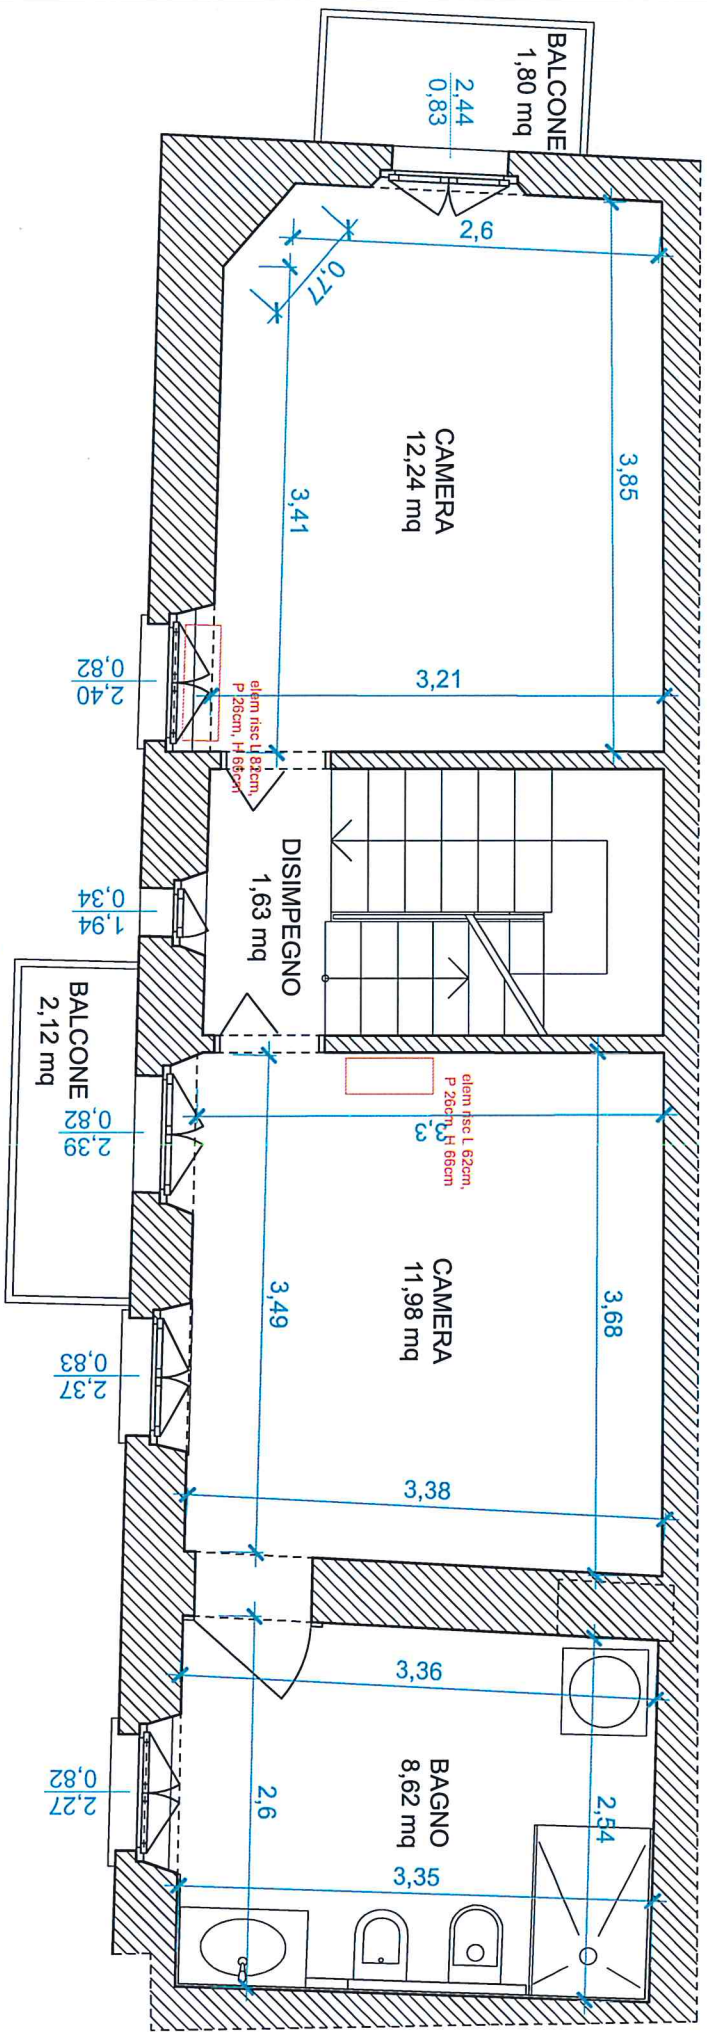 BALCONE
1,80 mq
2,44
0,83
2,6
0,77
CAMERA
12,24 mq
3,85
3,41
3,21
0,82
2,40
elem risc L 82cm,
P 26cm, H 66cm
DISIMPEGNO
1,63 mq
0,34
1,94
BALCONE
2,12 mq
0,82
2,39
elem risc L 62cm,
P 26cm, H 66cm
3,3
CAMERA
11,98 mq
3,49
3,68
0,83
2,37
3,38
3,36
BAGNO
8,62 mq
2,6
2,54
0,82
2,27
3,35